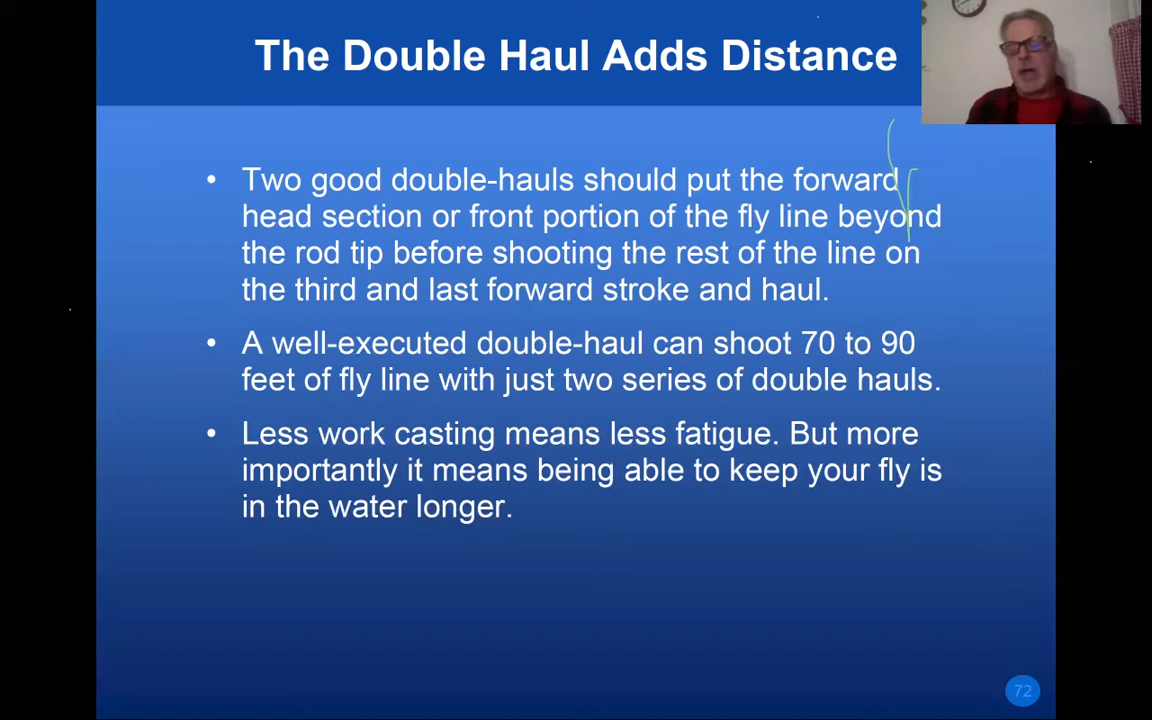 The Double Haul Adds Distance
• Two good double-hauls should put the forward
head section or front portion of the fly line beyond
the rod tip before shooting the rest of the line on
the third and last forward stroke and haul.
• A well-executed double-haul can shoot 70 to 90
feet of fly line with just two series of double hauls.
• Less work casting means less fatigue. But more
importantly it means being able to keep your fly is
in the water longer.
72